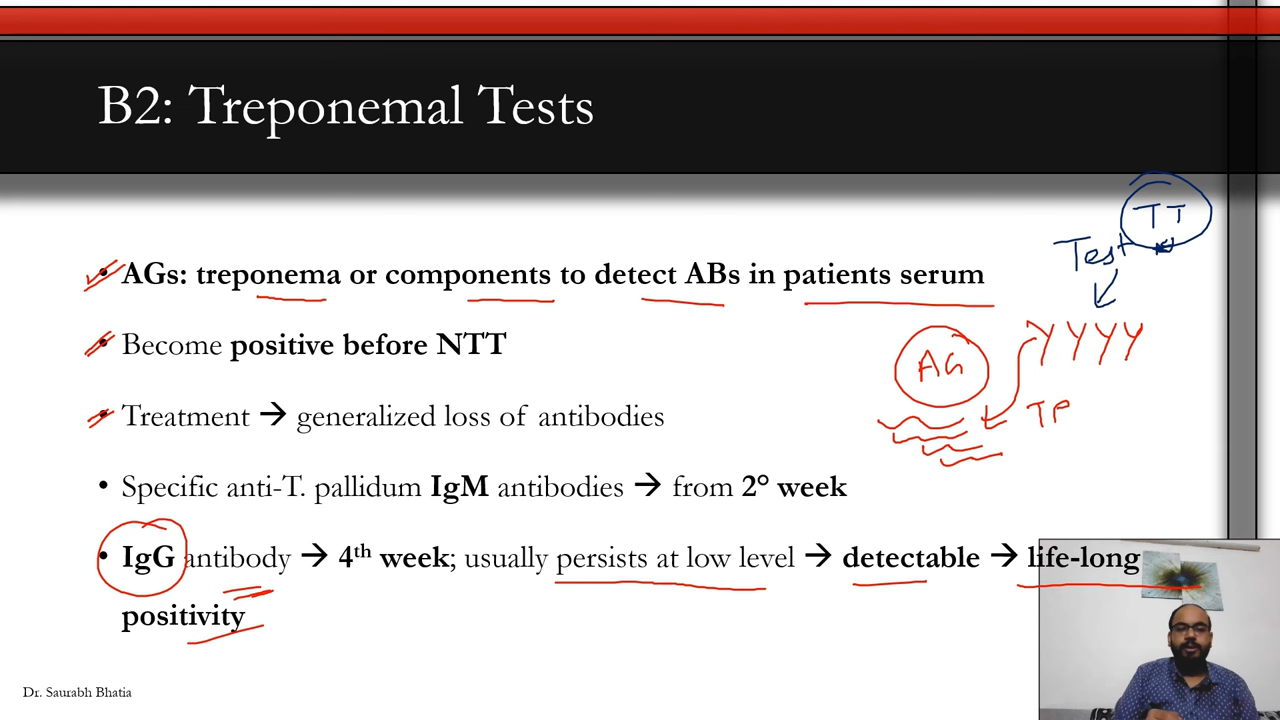 B2: Treponemal Tests
TT
Test
• AGs: treponema or components to detect ABs in patients serum
• Become positive before NTT
AG
YYYY
• Treatment → generalized loss of antibodies
TP
• Specific anti-T. pallidum IgM antibodies → from 2° week
• IgG antibody → 4th week; usually persists at low level → detectable → life-long
positivity
Dr. Saurabh Bhatia